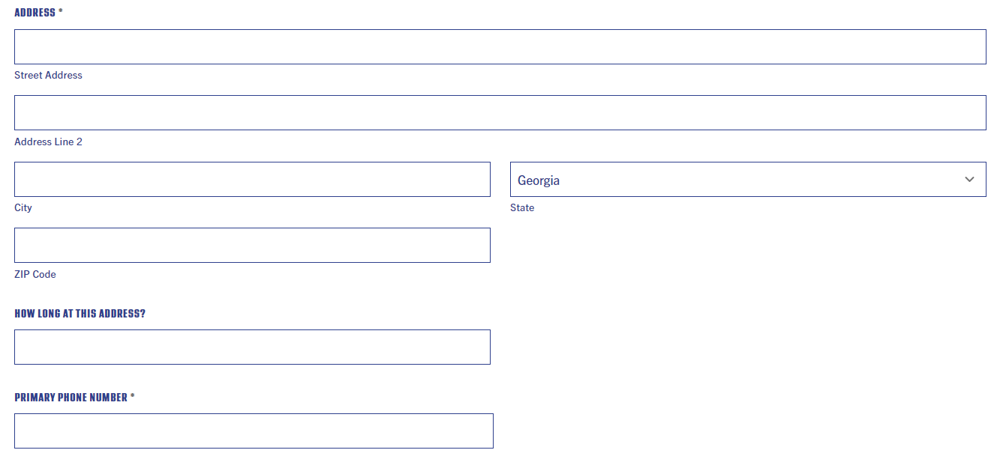 ADDRESS *
Street Address
Address Line 2
Georgia
City
State
ZIP Code
HOW LONG AT THIS ADDRESS?
PRIMARY PHONE NUMBER *